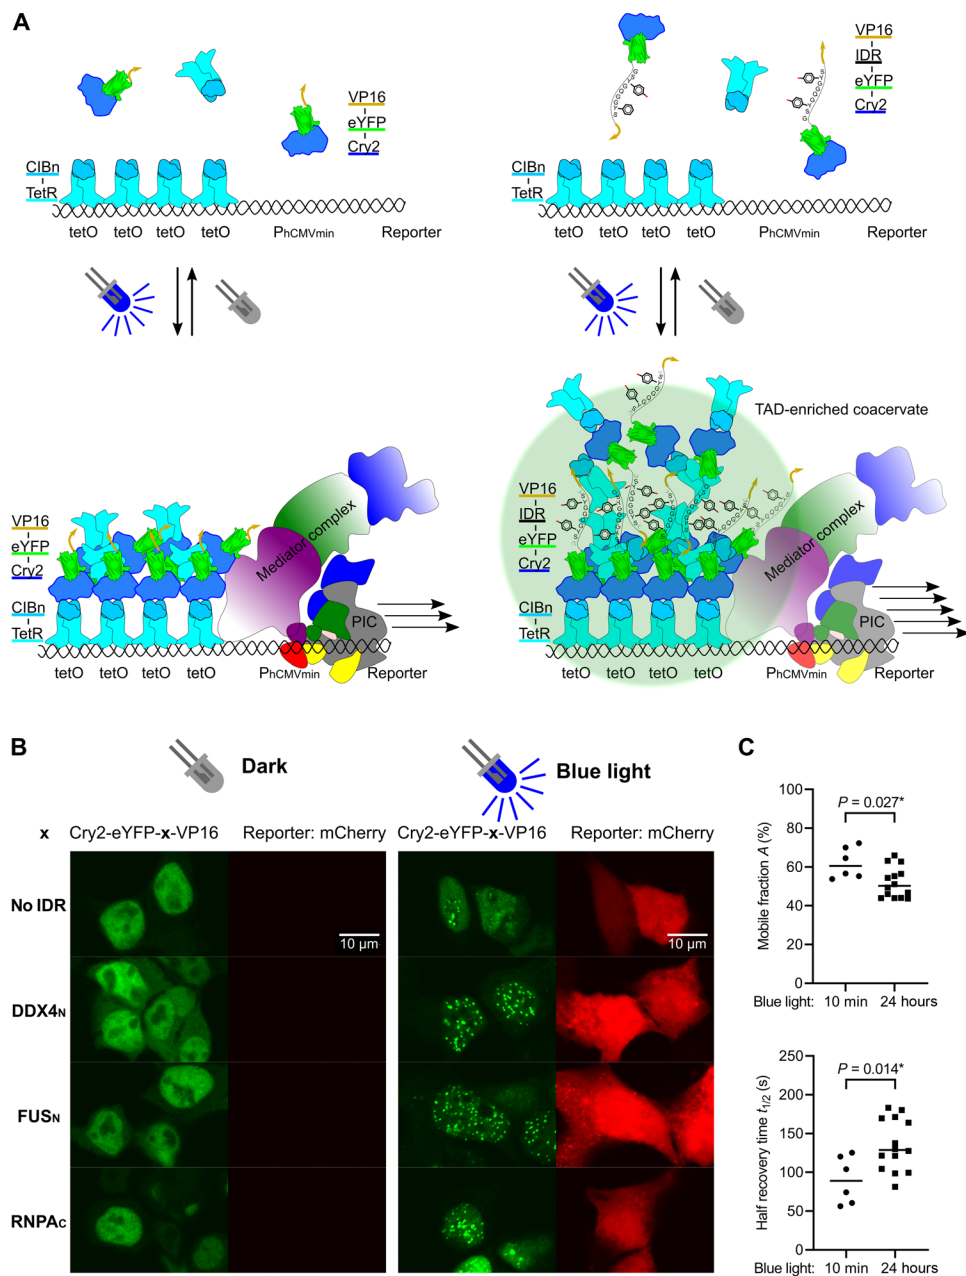 A
VP16
eYFP
Cry2
CIBn
TetR
tetO tetO tetO tetO PhCMVmin Reporter
VP16
IDR
eYFP
Cry2
CIBn
TetR
tetO tetO tetO tetO PhCMVmin Reporter
VP16
eYFP
Cry2
CIBn
TetR
Mediator complex
PIC
tetO tetO tetO tetO PhCMVmin Reporter
TAD-enriched coacervate
VP16
IDR
eYFP
Cry2
CIBn
TetR
Mediator complex
PIC
tetO tetO tetO tetO PhCMVmin Reporter
B
Dark
Blue light
x Cry2-eYFP-x-VP16 Reporter: mCherry Cry2-eYFP-x-VP16 Reporter: mCherry
No IDR
10 µm
10 µm
DDX4N
FUSN
RNPAC
C
P = 0.027*
Mobile fraction A (%)
100
80
60
40
20
0
Blue light: 10 min 24 hours
P = 0.014*
Half recovery time t1/2 (s)
250
200
150
100
50
0
Blue light: 10 min 24 hours